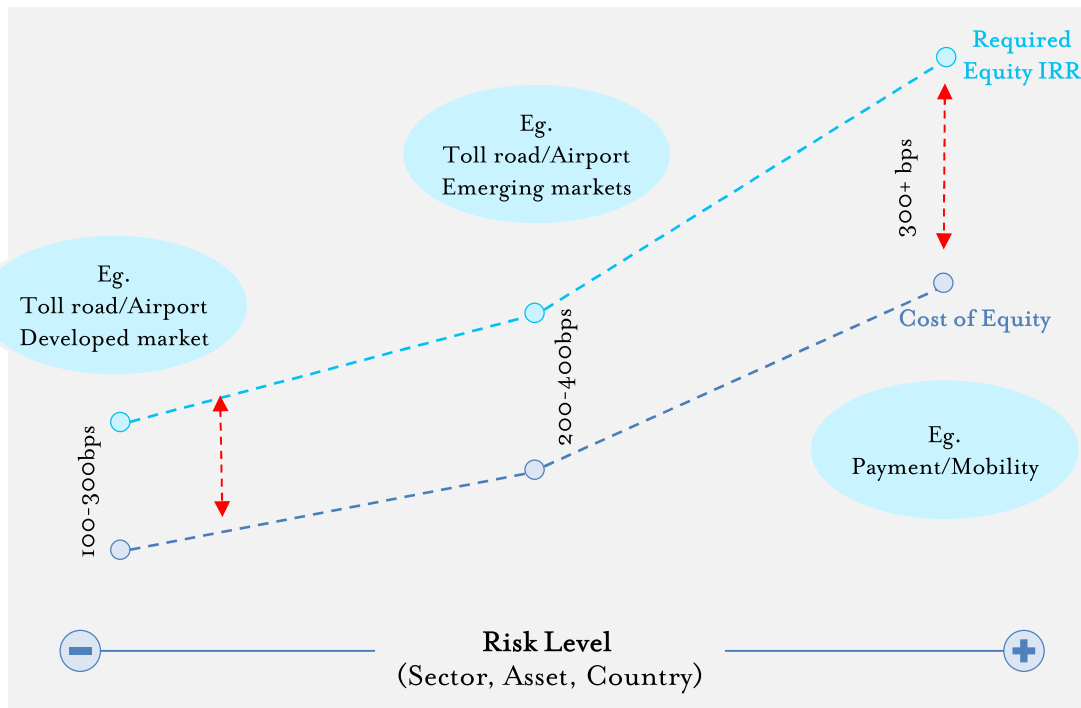 Required
Equity IRR
Eg.
Toll road/Airport
Emerging markets
300+ bps
Eg.
Toll road/Airport
Developed market
Cost of Equity
200-400bps
100-300bps
Eg.
Payment/Mobility
Risk Level
(Sector, Asset, Country)